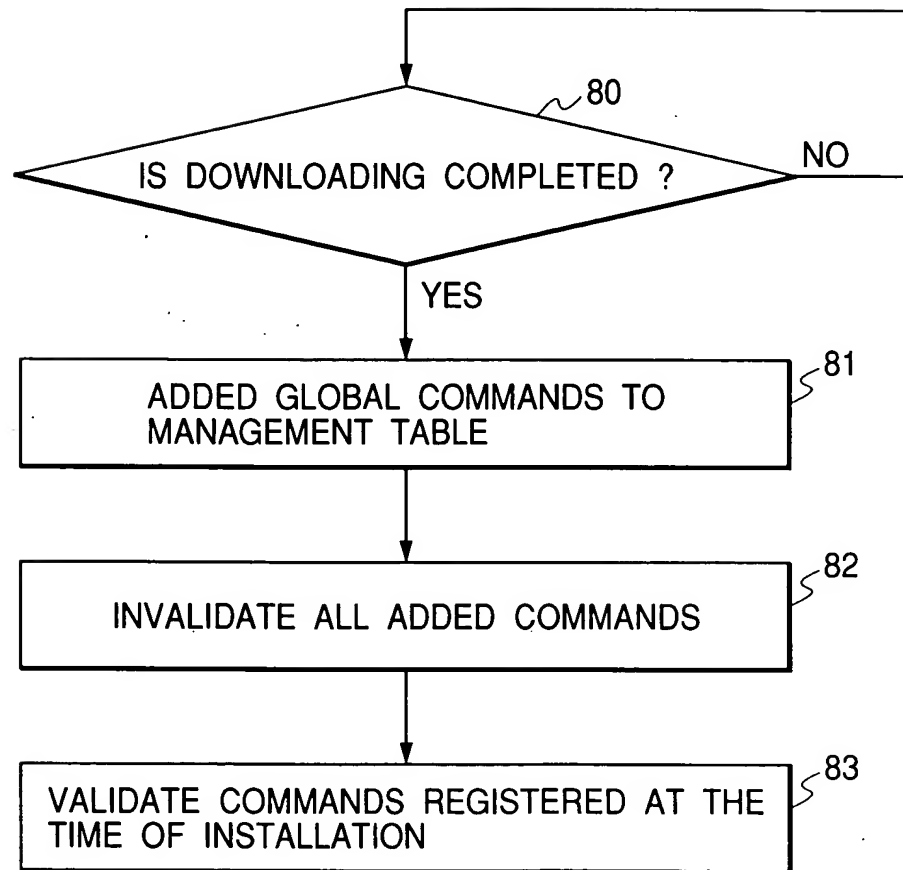 80
IS DOWNLOADING COMPLETED ?
NO
YES
81
ADDED GLOBAL COMMANDS TO
MANAGEMENT TABLE
82
INVALIDATE ALL ADDED COMMANDS
83
VALIDATE COMMANDS REGISTERED AT THE
TIME OF INSTALLATION